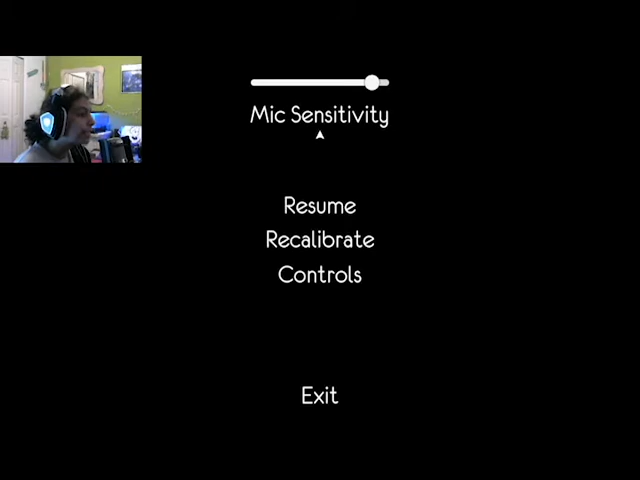 Mic Sensitivity
Resume
Recalibrate
Controls
Exit